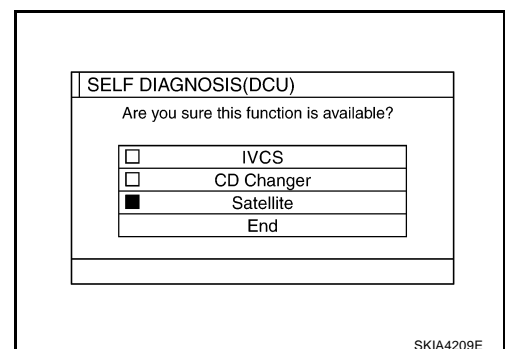 SELF DIAGNOSIS(DCU)
Are you sure this function is available?
IVCS
CD Changer
Satellite
End
SKIA4209E